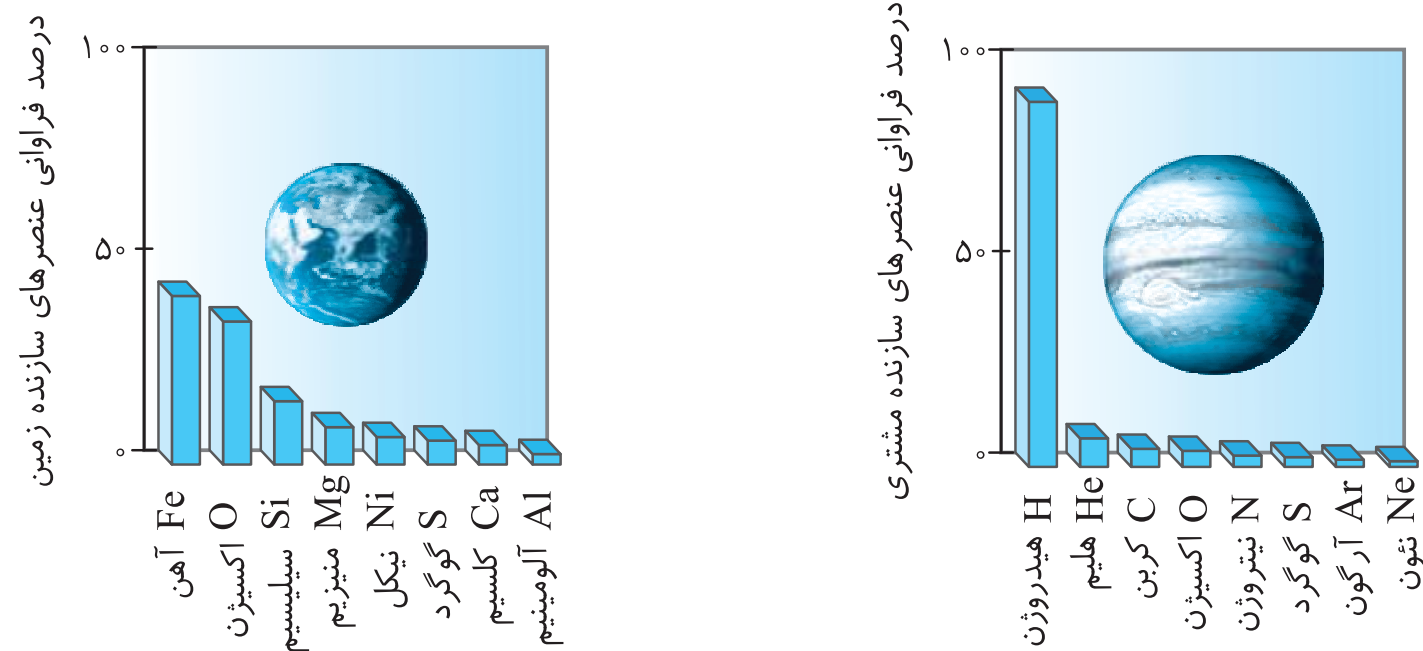 درصد فراوانی عنصرهای سازنده زمین
۱۰۰
۵۰
۰
Fe
O
Si
Mg
Ni
S
Ca
Al
آهن
اکسیژن
سیلیسیم
منیزیم
نیکل
گوگرد
کلسیم
آلومینیم
درصد فراوانی عنصرهای سازنده مشتری
۱۰۰
۵۰
۰
H
He
C
O
N
S
Ar
Ne
هیدروژن
هلیم
کربن
اکسیژن
نیتروژن
گوگرد
آرگون
نئون